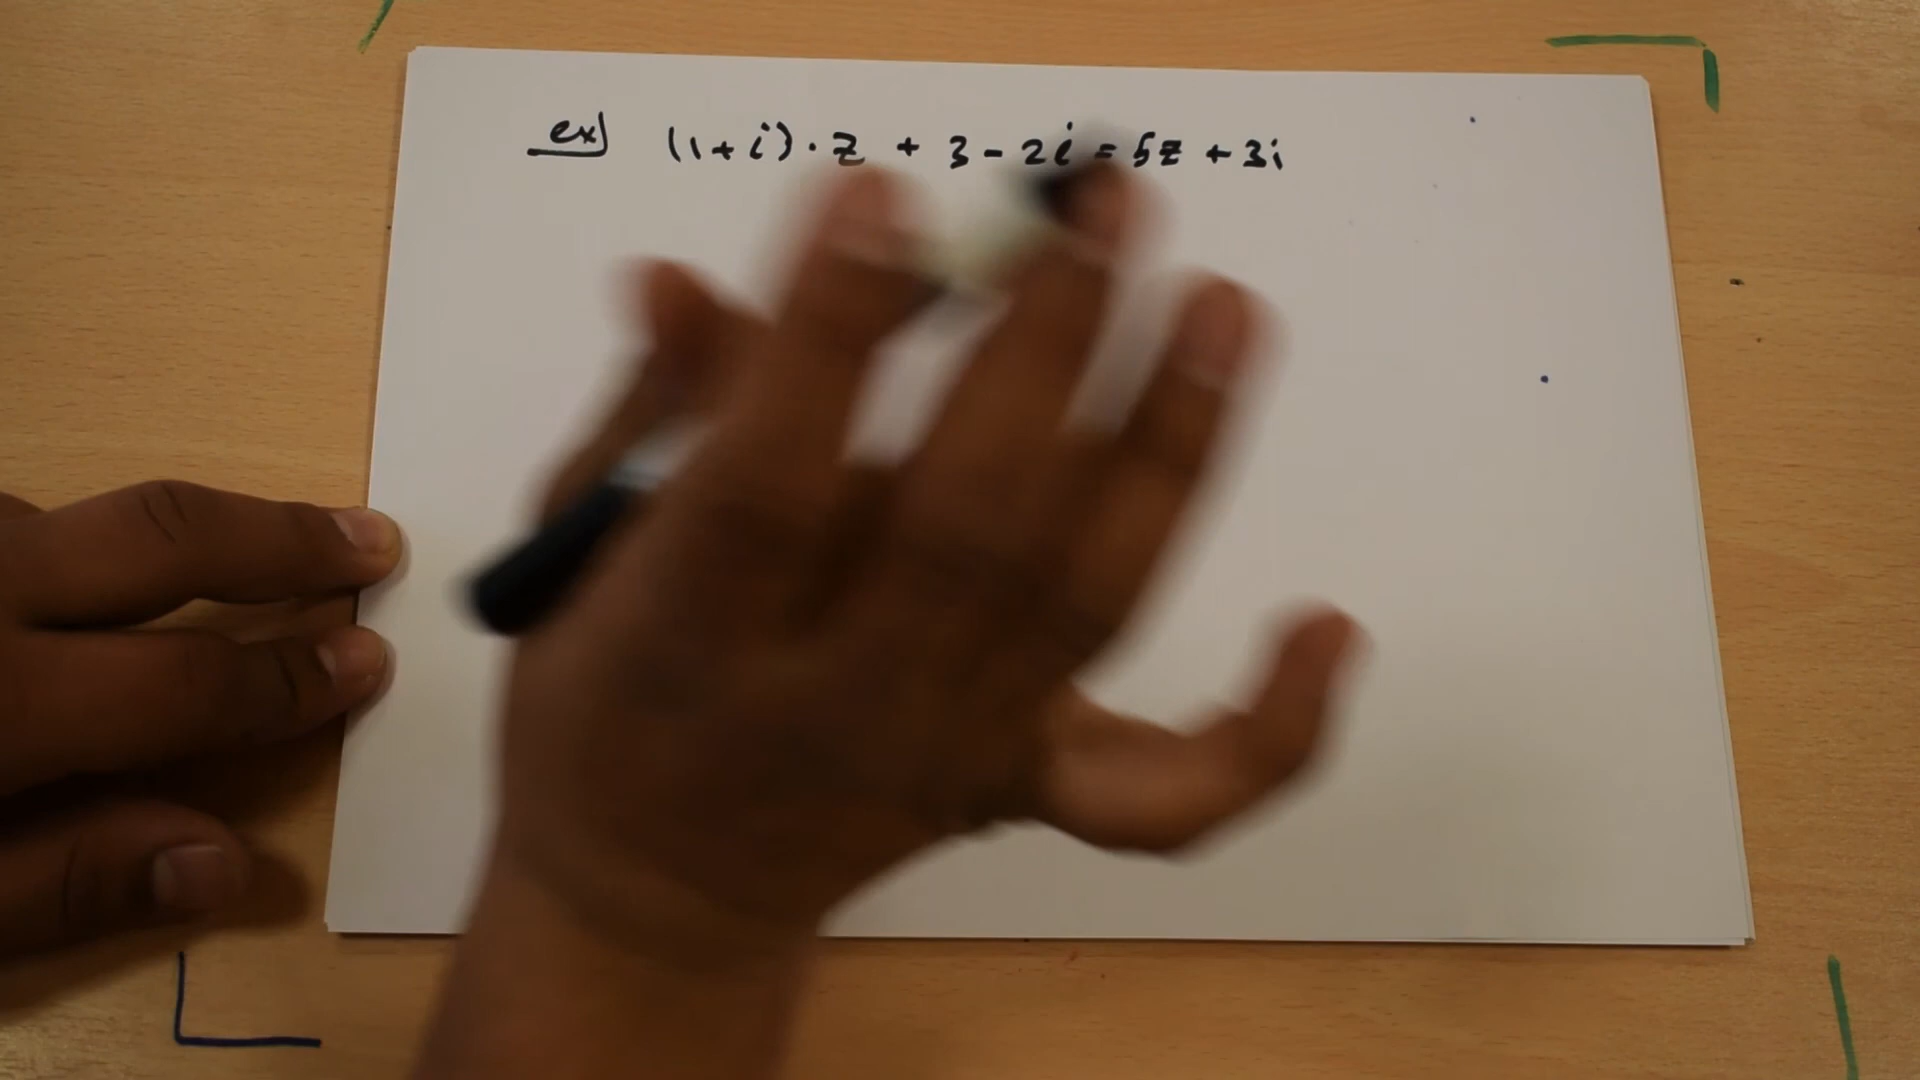 ex) (1+i)·z + 3-2i = 5z + 3i